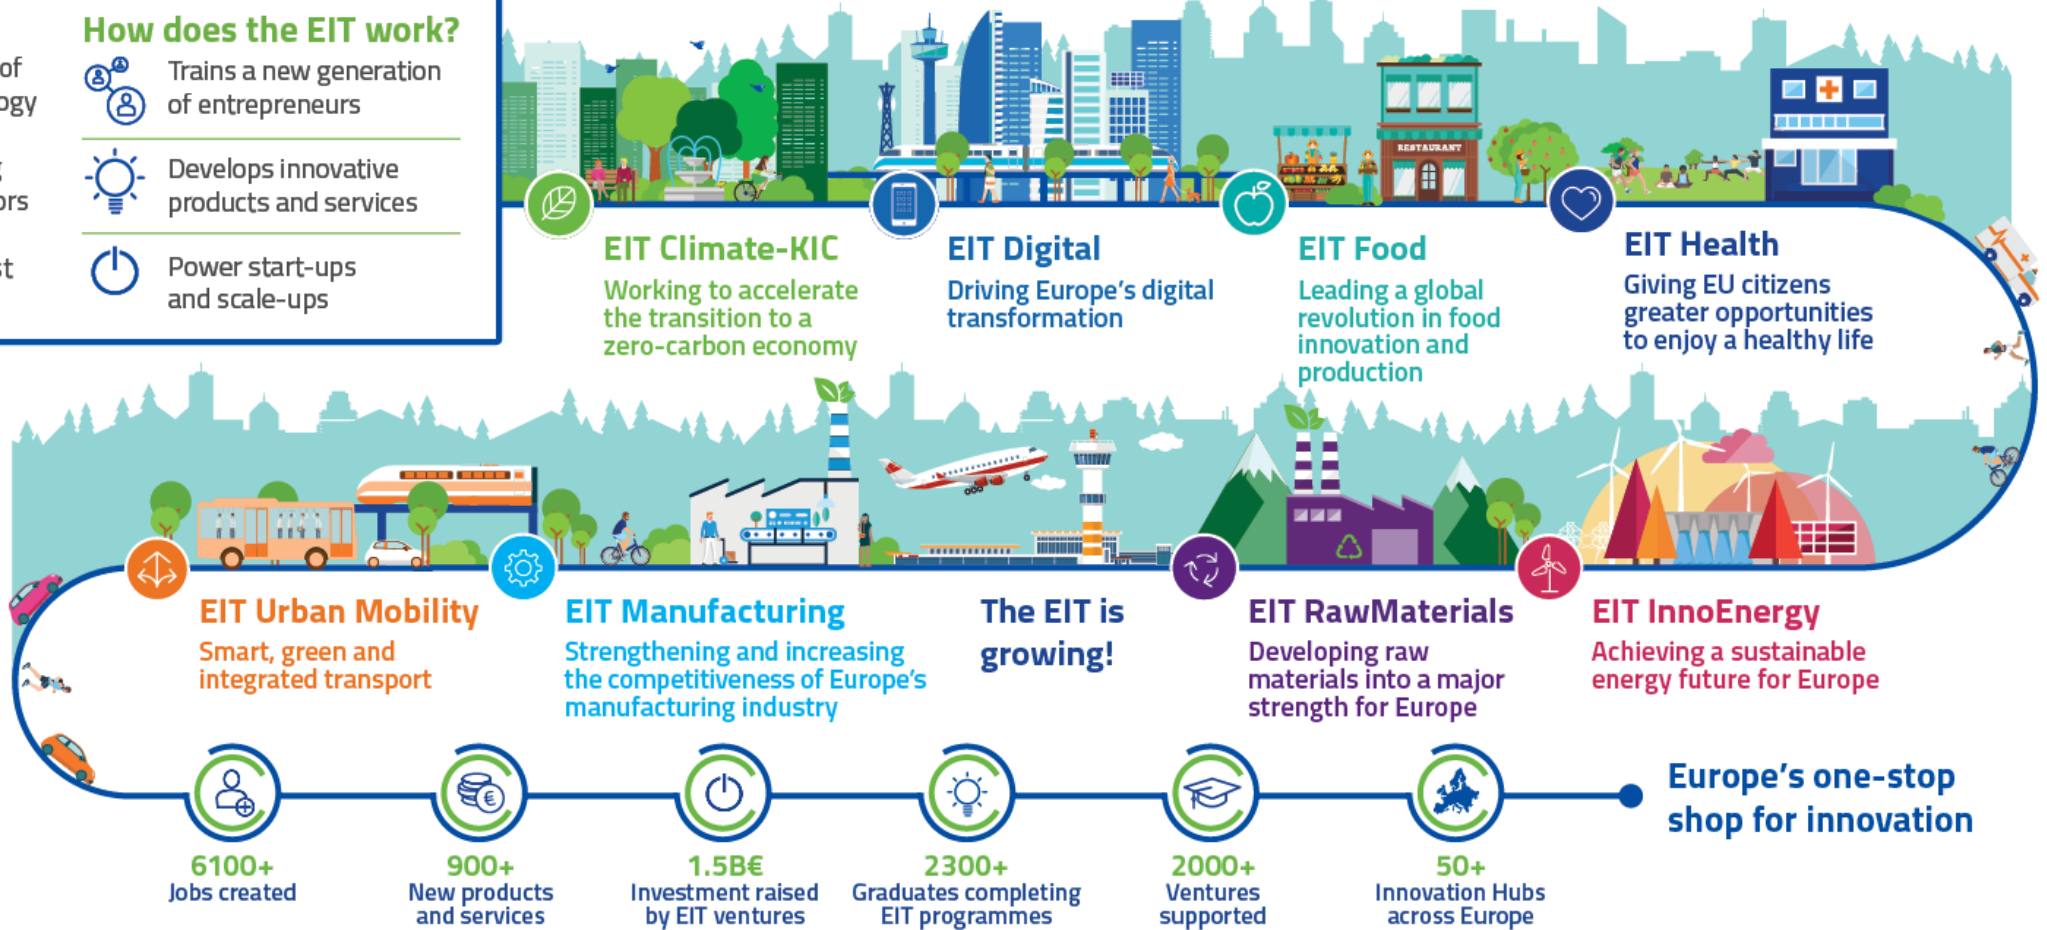 of
ogy
ors
st
How does the EIT work?
Trains a new generation
of entrepreneurs
Develops innovative
products and services
Power start-ups
and scale-ups
RESTAURANT
EIT Climate-KIC
Working to accelerate
the transition to a
zero-carbon economy
EIT Digital
Driving Europe's digital
transformation
EIT Food
Leading a global
revolution in food
innovation and
production
EIT Health
Giving EU citizens
greater opportunities
to enjoy a healthy life
EIT Urban Mobility
Smart, green and
integrated transport
EIT Manufacturing
Strengthening and increasing
the competitiveness of Europe's
manufacturing industry
The EIT is
growing!
EIT RawMaterials
Developing raw
materials into a major
strength for Europe
EIT InnoEnergy
Achieving a sustainable
energy future for Europe
6100+
Jobs created
900+
New products
and services
1.5B€
Investment raised
by EIT ventures
2300+
Graduates completing
EIT programmes
2000+
Ventures
supported
50+
Innovation Hubs
across Europe
Europe's one-stop
shop for innovation